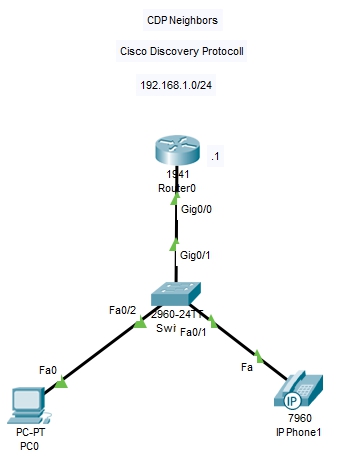 CDP Neighbors
Cisco Discovery Protocoll
192.168.1.0/24
.1
1941
Router0
Gig0/0
Gig0/1
Fa0/2
2960-24TT
Swi
Fa0/1
Fa0
Fa
IP
PC-PT
PC0
7960
IP Phone1